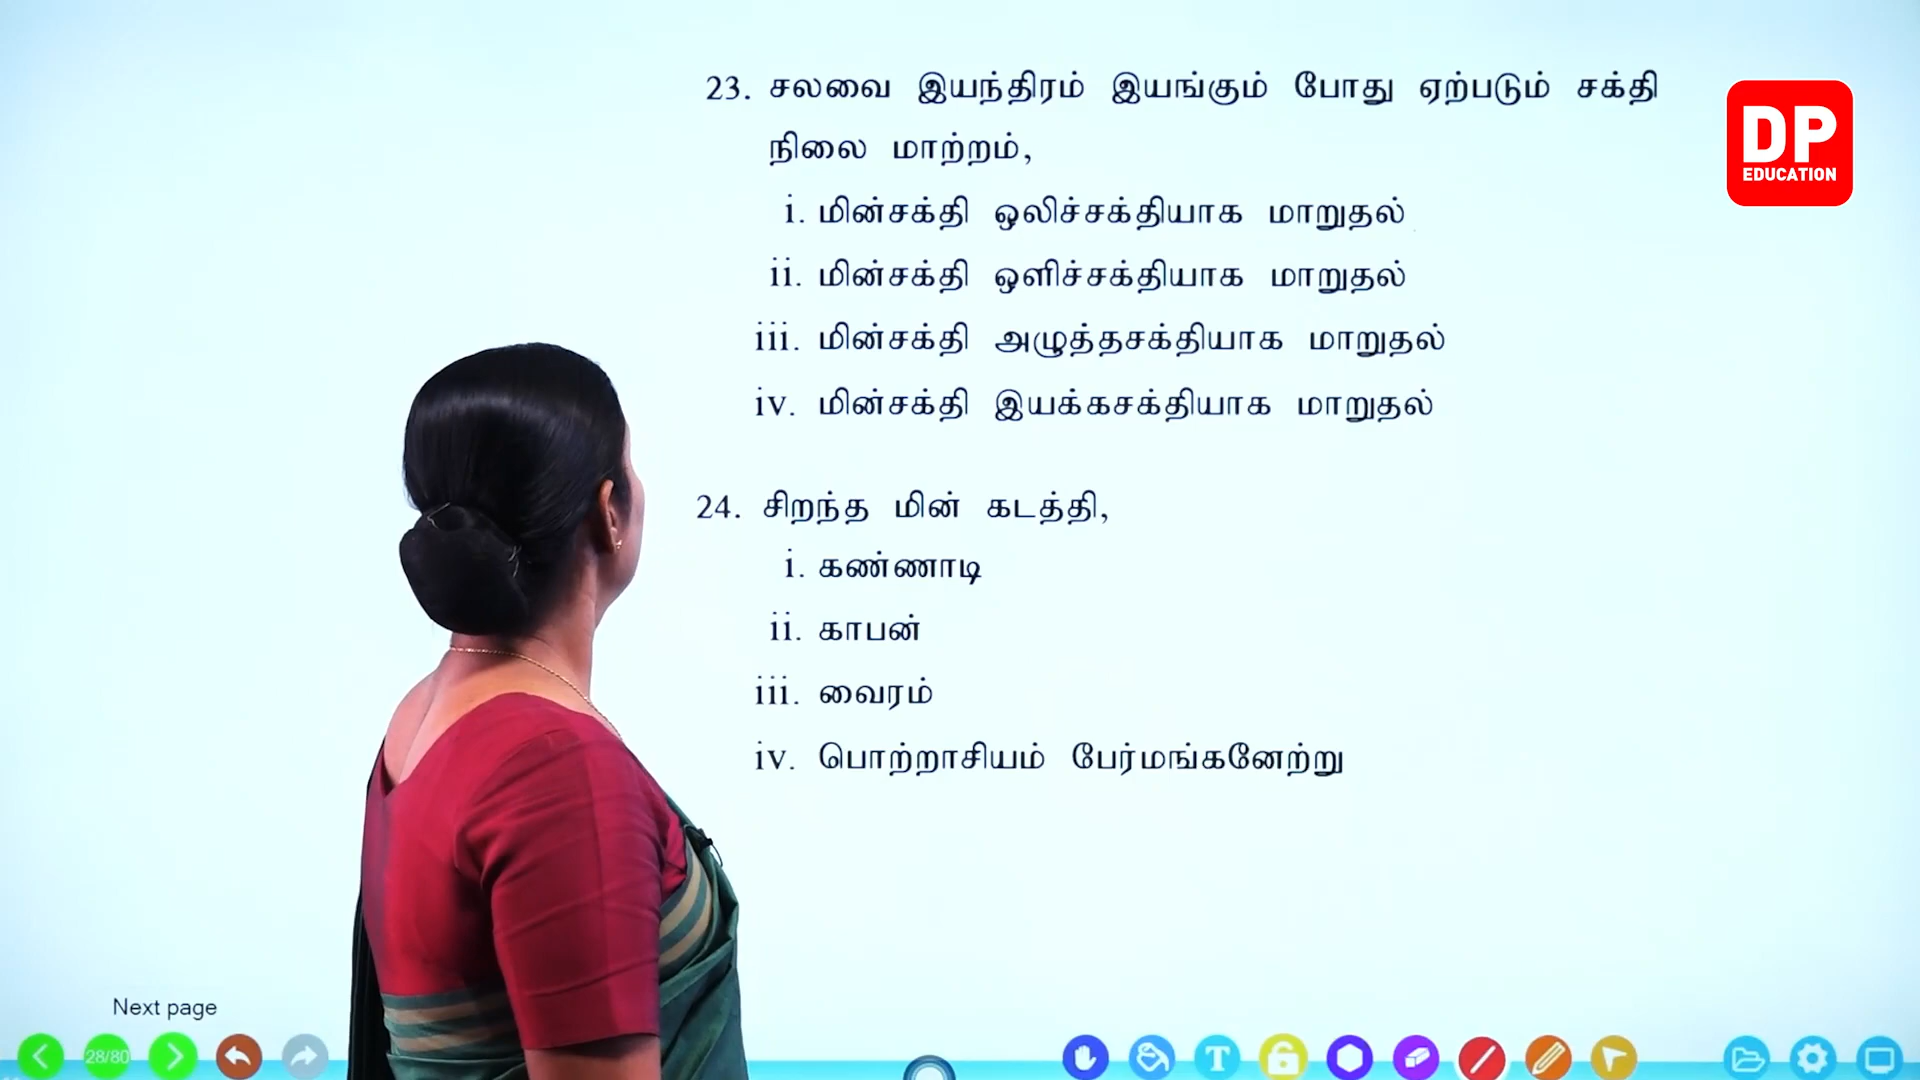 23. சலவை இயந்திரம் இயங்கும் போது ஏற்படும் சக்தி
நிலை மாற்றம்,
i. மின்சக்தி ஒலிச்சக்தியாக மாறுதல்
ii. மின்சக்தி ஒளிச்சக்தியாக மாறுதல்
iii. மின்சக்தி அழுத்தசக்தியாக மாறுதல்
iv. மின்சக்தி இயக்கசக்தியாக மாறுதல்
24. சிறந்த மின் கடத்தி,
i. கண்ணாடி
ii. காபன்
iii. வைரம்
iv. பொற்றாசியம் பேர்மங்கனேற்று
DP
EDUCATION
Next page
28/80
T